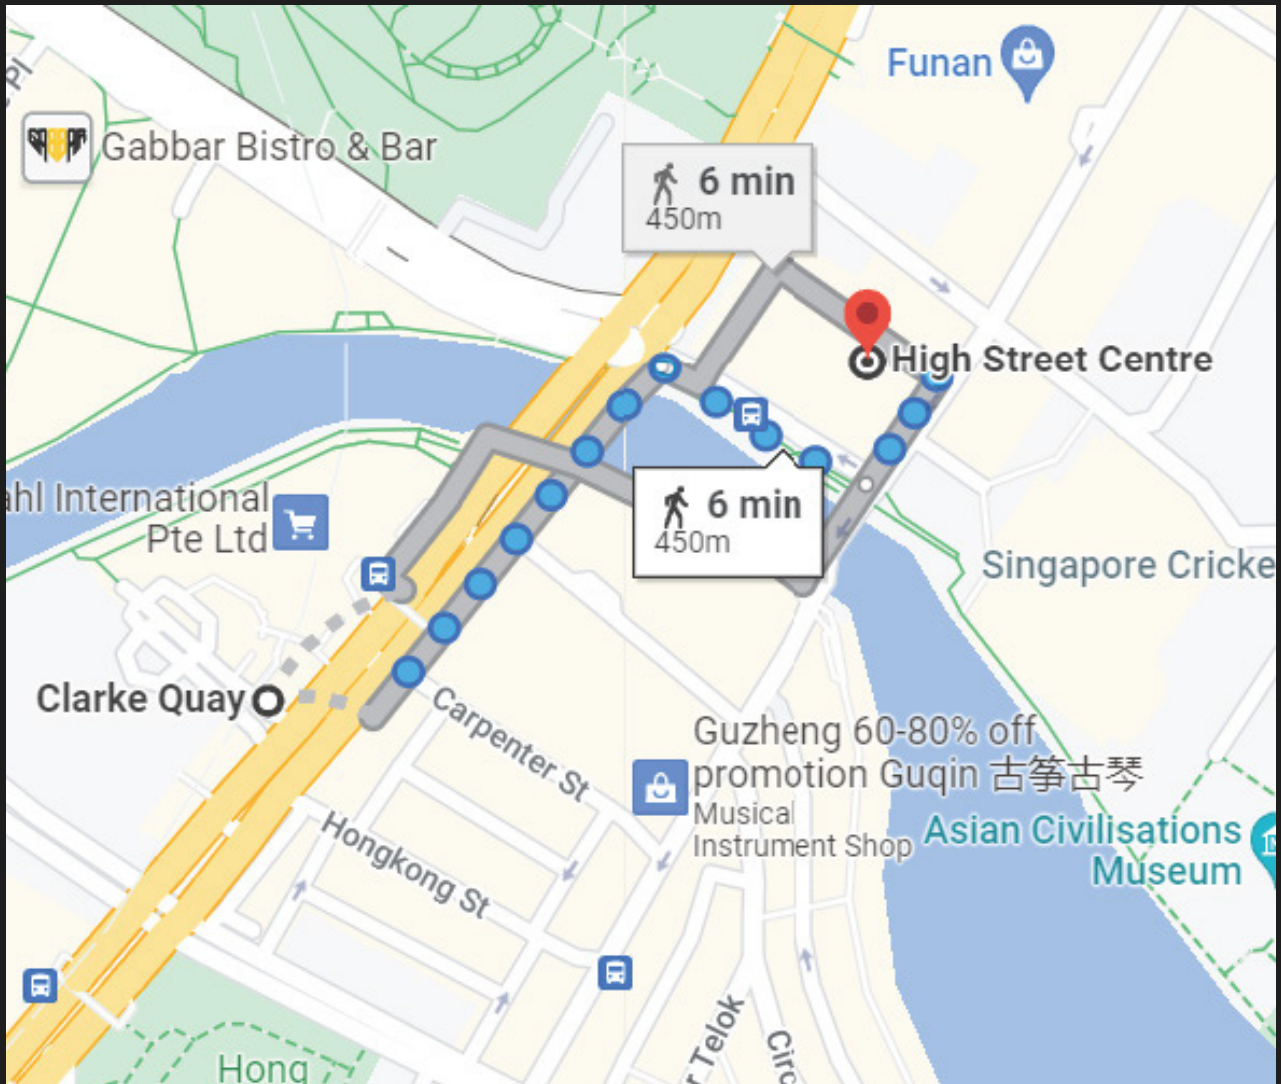 Pl
Funan
Gabbar Bistro & Bar
6 min
450m
High Street Centre
ahl International
Pte Ltd
6 min
450m
Singapore Cricke
Clarke Quay
Carpenter St
Guzheng 60-80% off
promotion Guqin 古筝古琴
Musical
Instrument Shop
Asian Civilisations
Museum
Hongkong St
r Telok
Circ
Hong